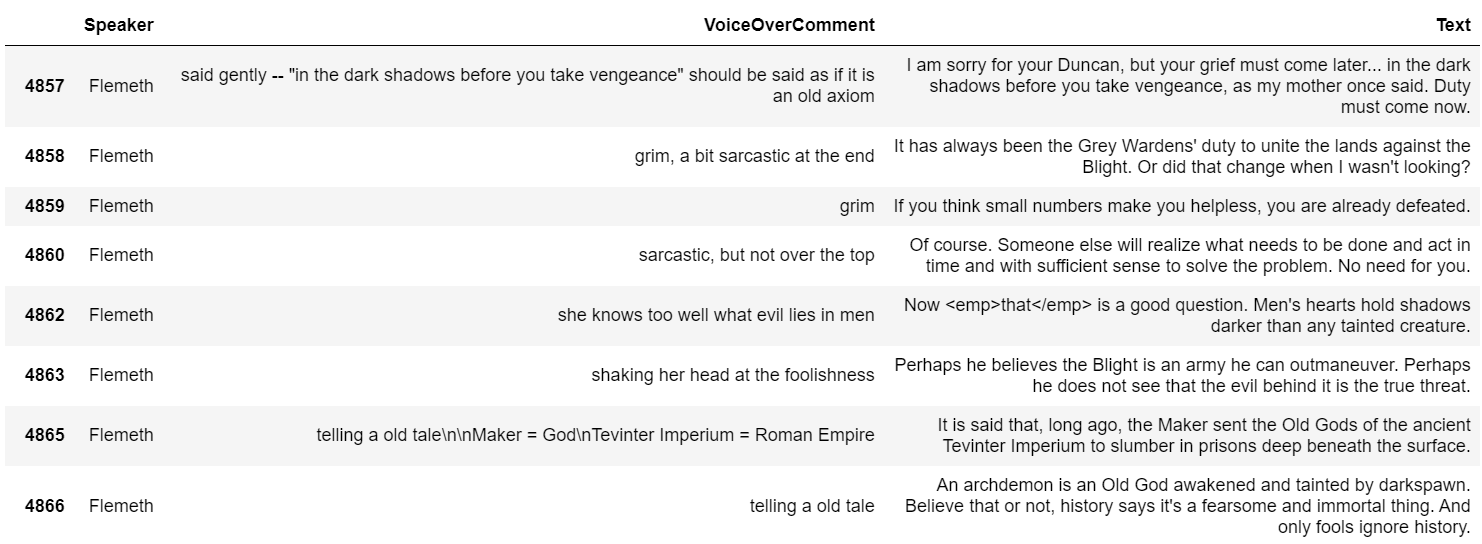 Speaker VoiceOverComment Text
4857 Flemeth said gently -- "in the dark shadows before you take vengeance" should be said as if it is
an old axiom
I am sorry for your Duncan, but your grief must come later... in the dark
shadows before you take vengeance, as my mother once said. Duty
must come now.
4858 Flemeth grim, a bit sarcastic at the end
It has always been the Grey Wardens' duty to unite the lands against the
Blight. Or did that change when I wasn't looking?
4859 Flemeth grim If you think small numbers make you helpless, you are already defeated.
4860 Flemeth sarcastic, but not over the top
Of course. Someone else will realize what needs to be done and act in
time and with sufficient sense to solve the problem. No need for you.
4862 Flemeth she knows too well what evil lies in men
Now <emp>that</emp> is a good question. Men's hearts hold shadows
darker than any tainted creature.
4863 Flemeth shaking her head at the foolishness
Perhaps he believes the Blight is an army he can outmaneuver. Perhaps
he does not see that the evil behind it is the true threat.
4865 Flemeth telling a old tale\n\nMaker = God\nTevinter Imperium = Roman Empire
It is said that, long ago, the Maker sent the Old Gods of the ancient
Tevinter Imperium to slumber in prisons deep beneath the surface.
4866 Flemeth telling a old tale
An archdemon is an Old God awakened and tainted by darkspawn.
Believe that or not, history says it's a fearsome and immortal thing. And
only fools ignore history.